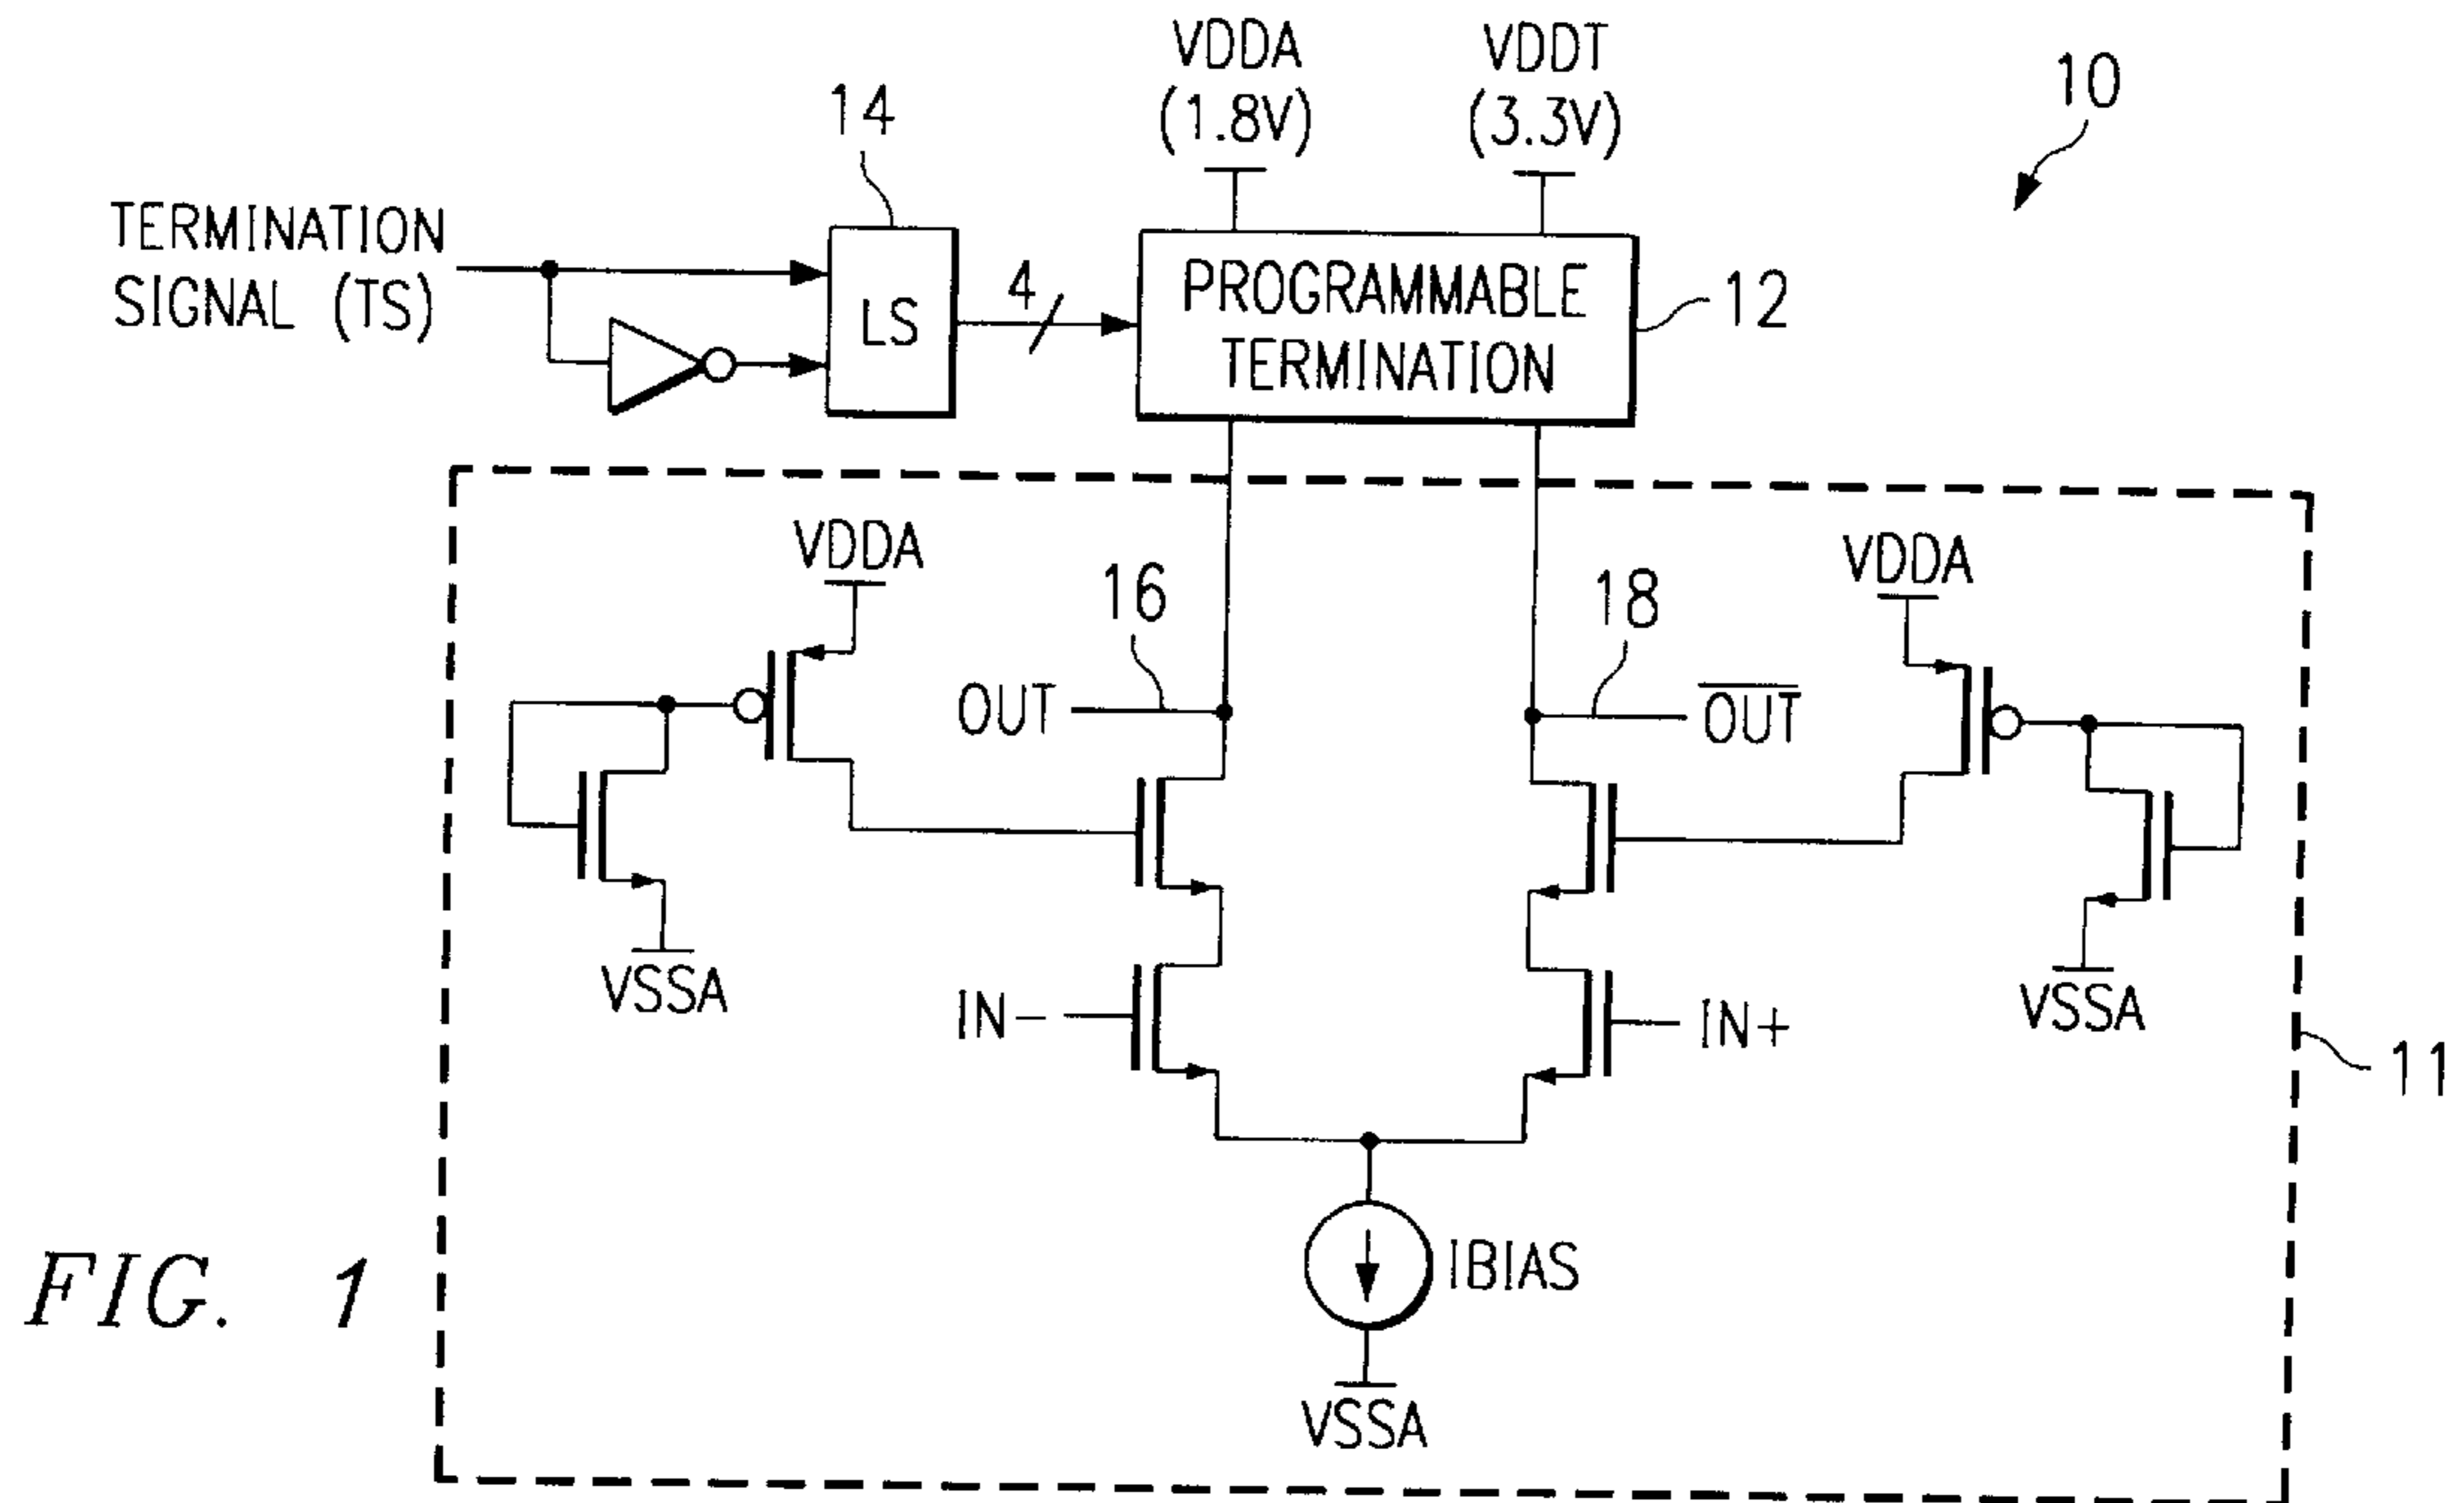 VDDA
(1.8V)
VDDT
(3.3V)
10
14
TERMINATION
SIGNAL (TS)
LS
4
PROGRAMMABLE
TERMINATION
12
VDDA
16
OUT
18
OUT
VDDA
VSSA
IN-
IN+
VSSA
11
IBIAS
VSSA
FIG. 1